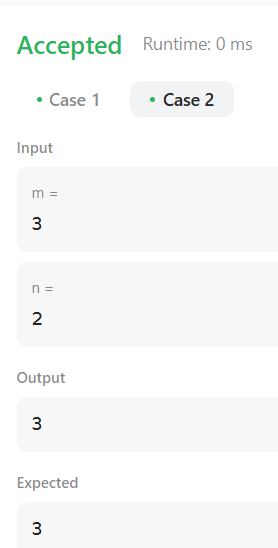 Accepted Runtime: 0 ms
Case 1 Case 2
Input
m =
3
n =
2
Output
3
Expected
3